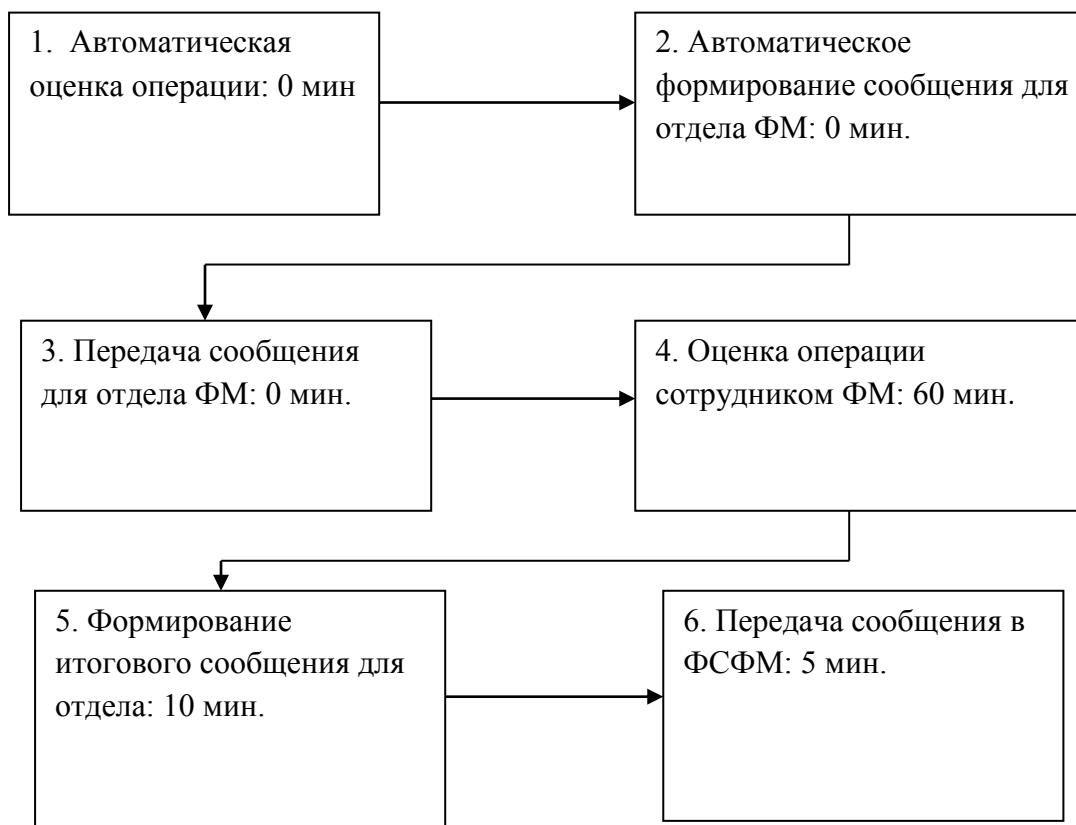 1. Автоматическая
оценка операции: 0 мин
2. Автоматическое
формирование сообщения для
отдела ФМ: 0 мин.
3. Передача сообщения
для отдела ФМ: 0 мин.
4. Оценка операции
сотрудником ФМ: 60 мин.
5. Формирование
итогового сообщения для
отдела: 10 мин.
6. Передача сообщения в
ФСФМ: 5 мин.